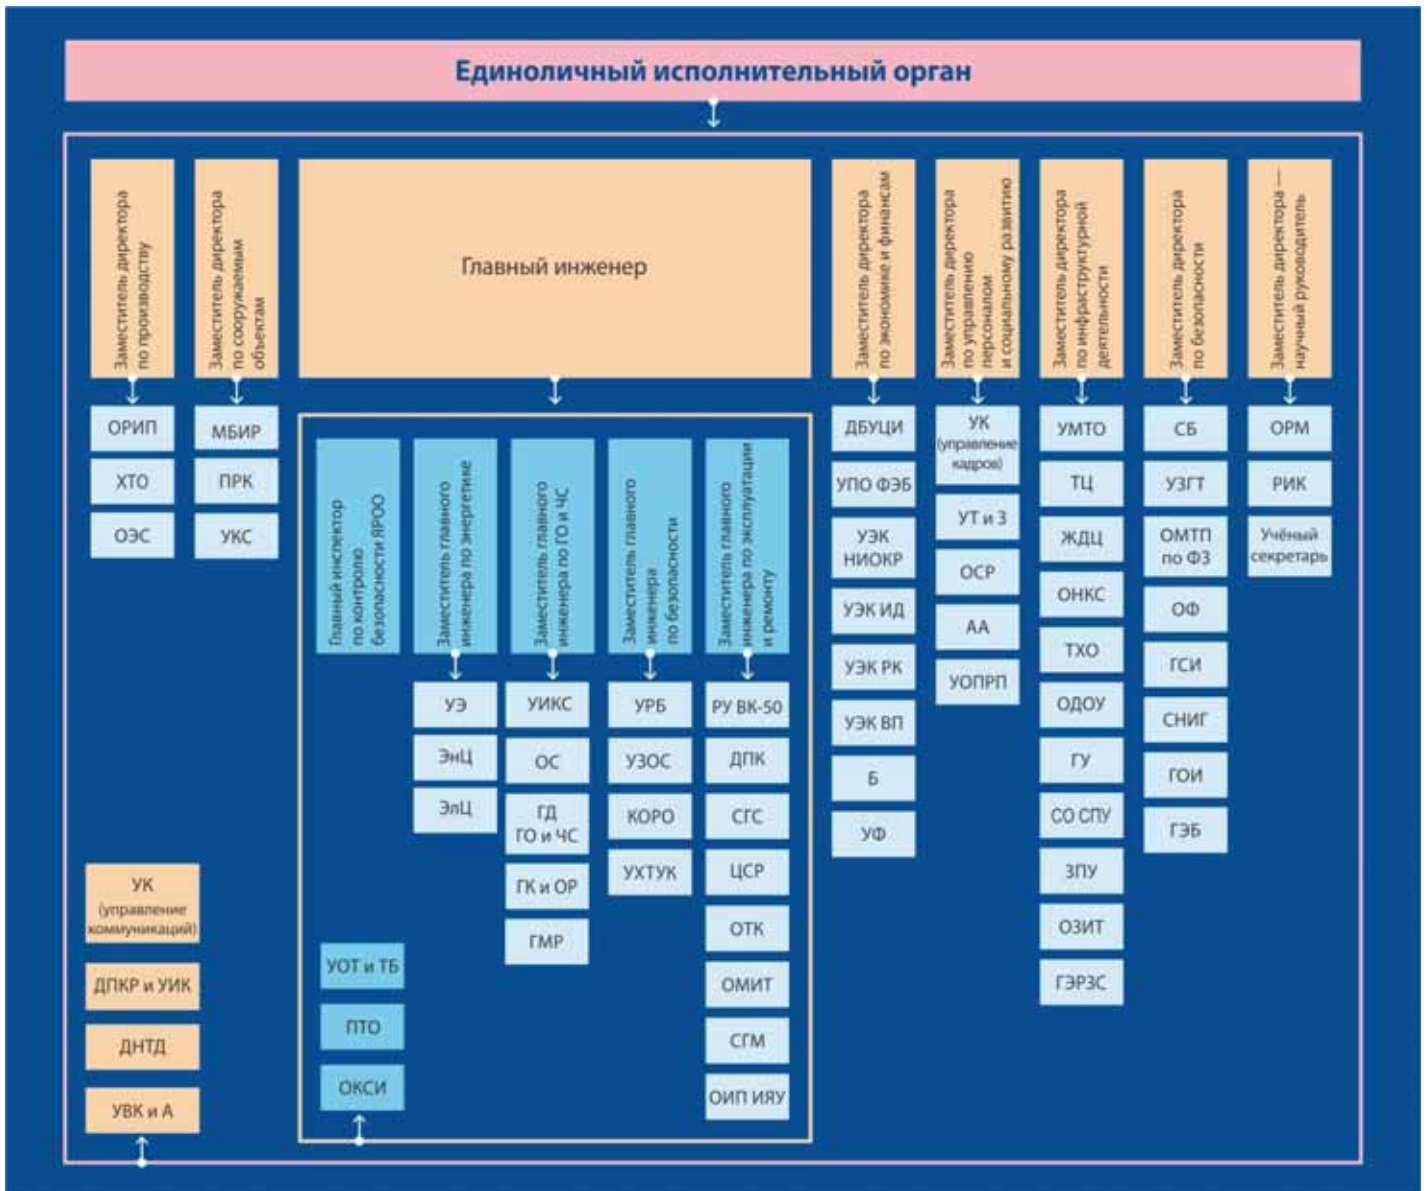 Единоличный исполнительный орган
Заместитель директора
по производству
Заместитель директора
по сооружаемым
объектам
Главный инженер
Заместитель директора
по экономике и финансам
Заместитель директора
по управлению
персоналом
и социальному развитию
Заместитель директора
по инфраструктурной
деятельности
Заместитель директора
по безопасности
Заместитель директора —
научный руководитель
ОРИП
ХТО
ОЭС
МБИР
ПРК
УКС
Главный инспектор
по контролю
безопасности ЯРОО
Заместитель главного
инженера по энергетике
Заместитель главного
инженера по ГО и ЧС
Заместитель главного
инженера
по безопасности
Заместитель главного
инженера по эксплуатации
и ремонту
УЭ
ЭнЦ
ЭлЦ
УИКС
ОС
ГД
ГО и ЧС
ГК и ОР
ГМР
УРБ
УЗОС
КОРО
УХТУК
РУ ВК-50
ДПК
СГС
ЦСР
ОТК
ОМИТ
СГМ
ОИП ИЯУ
УОТ и ТБ
ПТО
ОКСИ
ДБУЦИ
УПО ФЭБ
УЭК
НИОКР
УЭК ИД
УЭК РК
УЭК ВП
Б
УФ
УК
(управление
кадров)
УТ и З
ОСР
АА
УОПРП
УМТО
ТЦ
ЖДЦ
ОНКС
ТХО
ОДОУ
ГУ
СО СПУ
ЗПУ
ОЗИТ
ГЭРЗС
СБ
УЗГТ
ОМТП
по ФЗ
ОФ
ГСИ
СНИГ
ГОИ
ГЭБ
ОРМ
РИК
Учёный
секретарь
УК
(управление
коммуникаций)
ДПКР и УИК
ДНТД
УВК и А